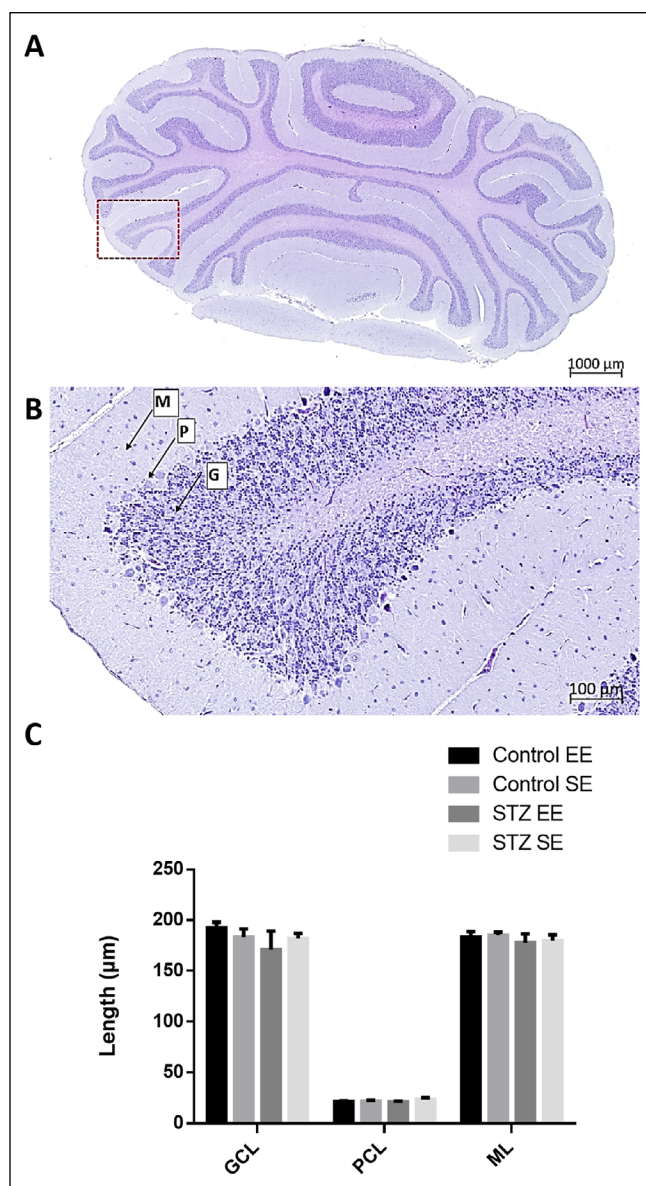 A
1000 µm
B
M
P
G
100 µm
C
Control EE
Control SE
STZ EE
STZ SE
250
200
150
100
50
0
Length (µm)
GCL
PCL
ML